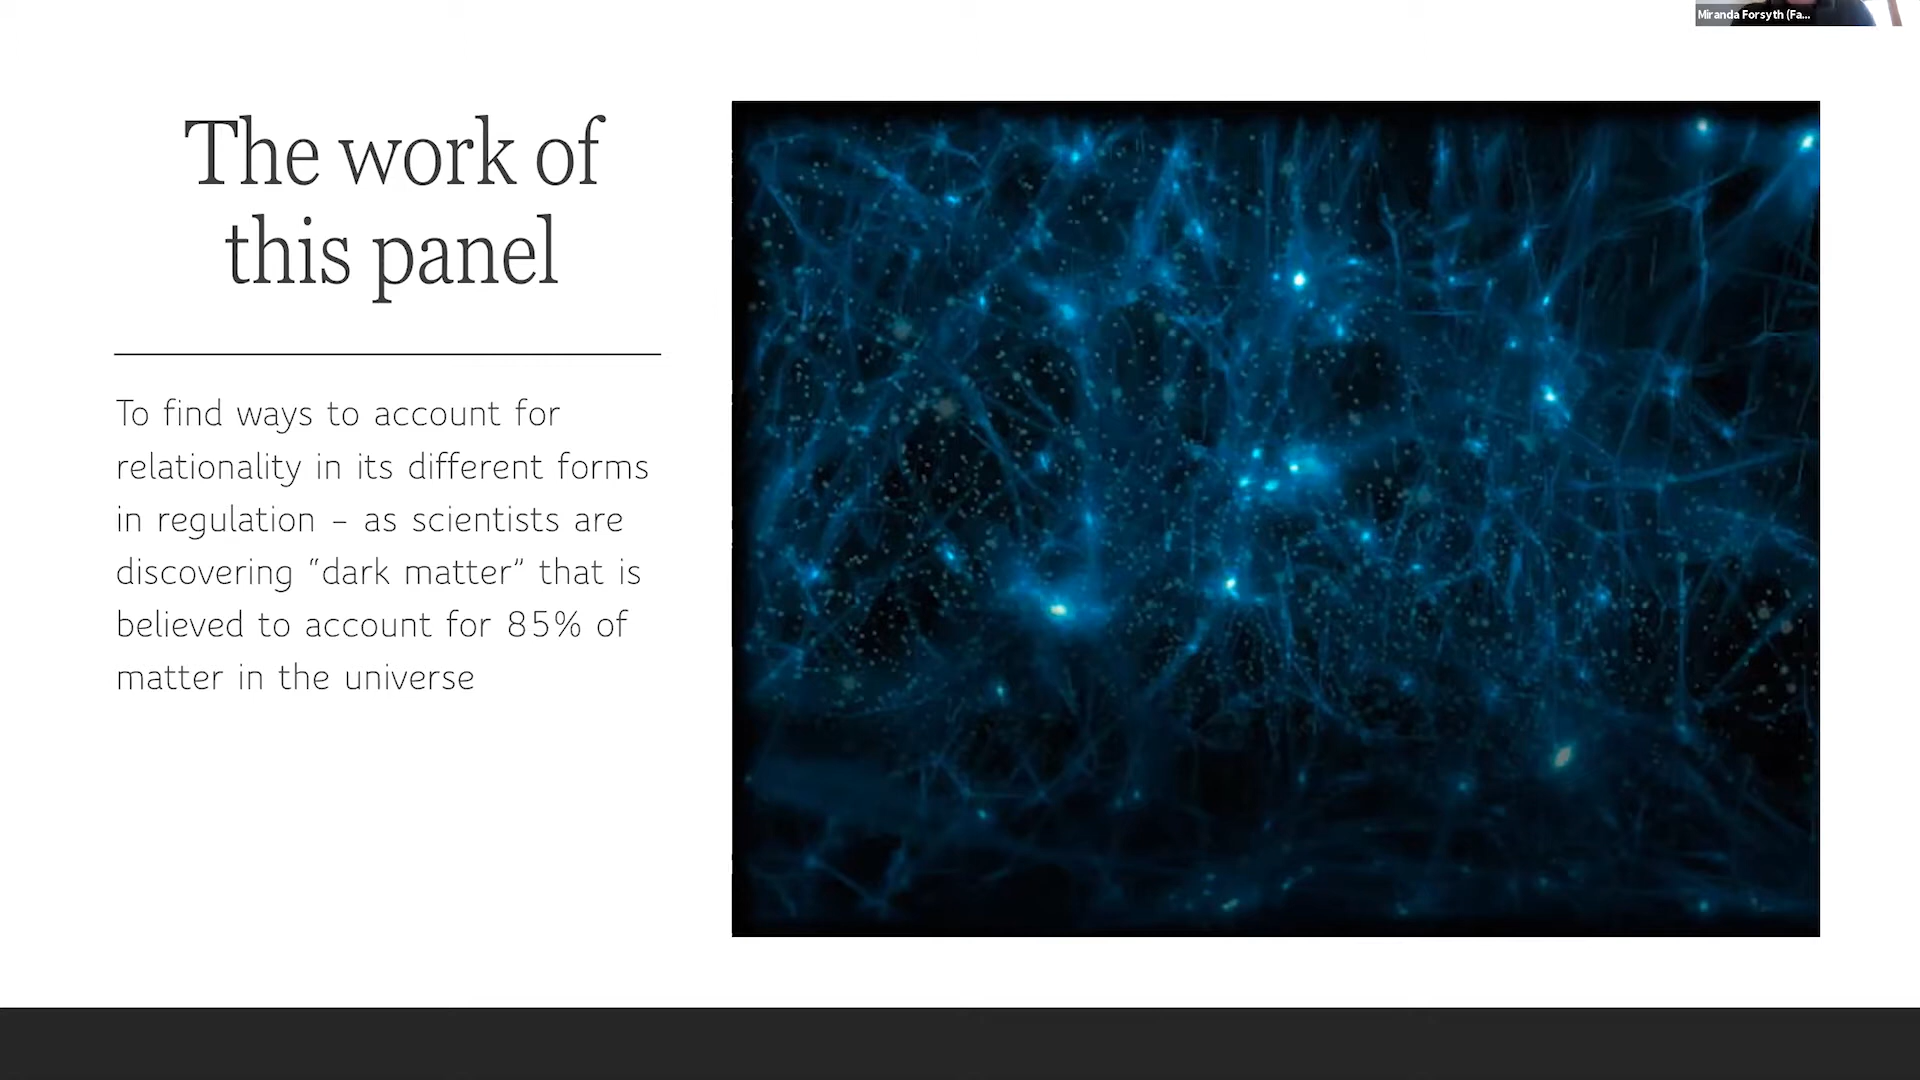 Miranda Forsyth (Fa...
The work of
this panel
To find ways to account for
relationality in its different forms
in regulation – as scientists are
discovering “dark matter” that is
believed to account for 85% of
matter in the universe